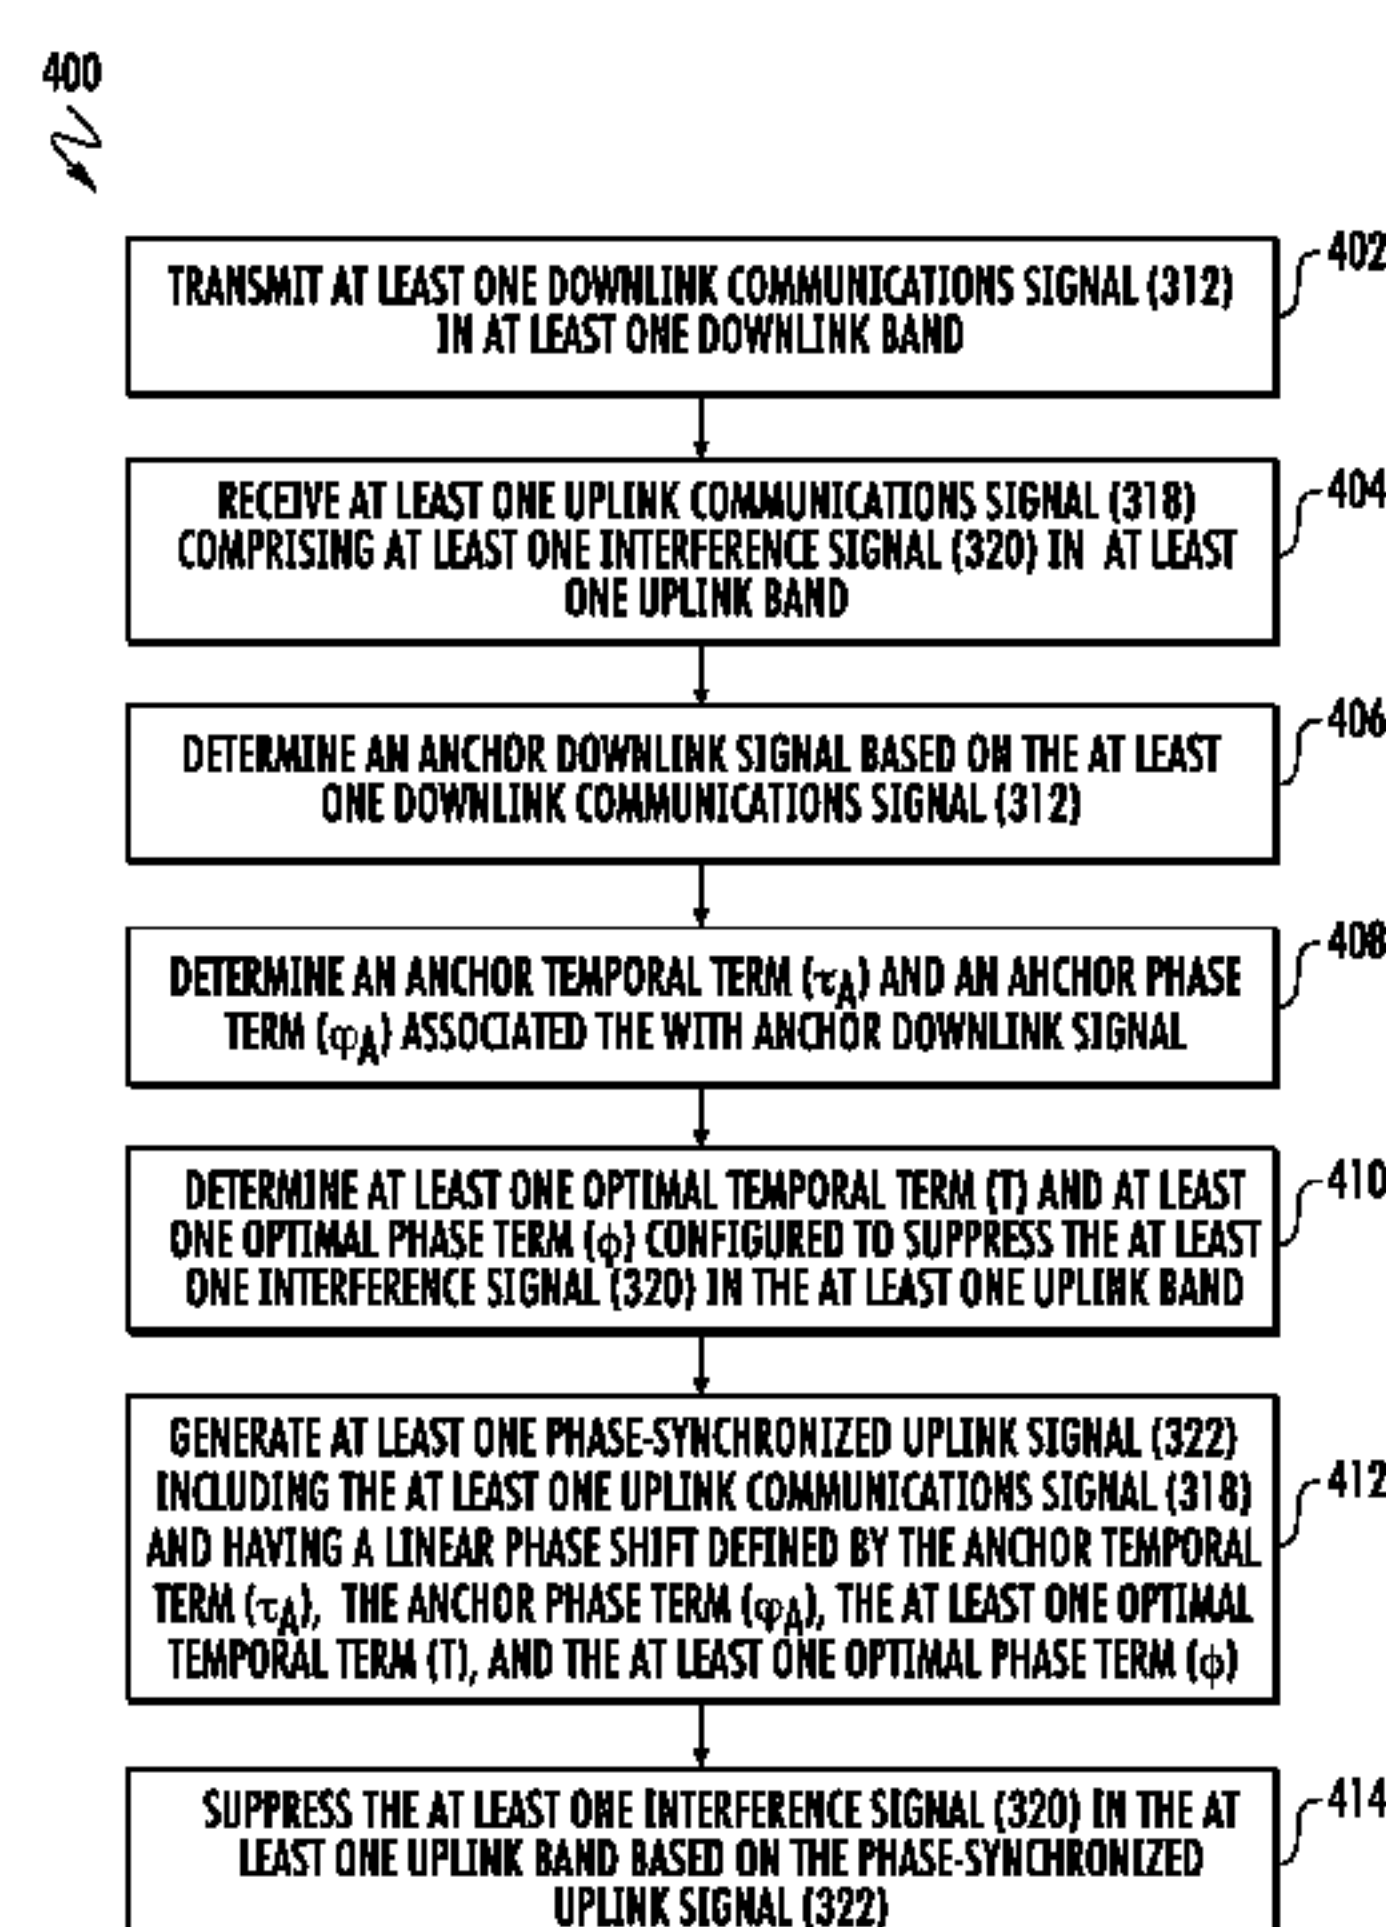 400
402
TRANSMIT AT LEAST ONE DOWNLINK COMMUNICATIONS SIGNAL (312)
IN AT LEAST ONE DOWNLINK BAND
404
RECEIVE AT LEAST ONE UPLINK COMMUNICATIONS SIGNAL (318)
COMPRISING AT LEAST ONE INTERFERENCE SIGNAL (320) IN AT LEAST
ONE UPLINK BAND
406
DETERMINE AN ANCHOR DOWNLINK SIGNAL BASED ON THE AT LEAST
ONE DOWNLINK COMMUNICATIONS SIGNAL (312)
408
DETERMINE AN ANCHOR TEMPORAL TERM (τA) AND AN AHCHOR PHASE
TERM (φA) ASSOCIATED THE WITH ANCHOR DOWNLINK SIGNAL
410
DETERMINE AT LEAST ONE OPTIMAL TEMPORAL TERM (T) AND AT LEAST
ONE OPTIMAL PHASE TERM (ϕ) CONFIGURED TO SUPPRESS THE AT LEAST
ONE INTERFERENCE SIGNAL (320) IN THE AT LEAST ONE UPLINK BAND
412
GENERATE AT LEAST ONE PHASE-SYNCHRONIZED UPLINK SIGNAL (322)
INCLUDING THE AT LEAST ONE UPLINK COMMUNICATIONS SIGNAL (318)
AND HAVING A LINEAR PHASE SHIFT DEFINED BY THE ANCHOR TEMPORAL
TERM (τA), THE ANCHOR PHASE TERM (φA), THE AT LEAST ONE OPTIMAL
TEMPORAL TERM (T), AND THE AT LEAST ONE OPTIMAL PHASE TERM (ϕ)
414
SUPPRESS THE AT LEAST ONE INTERFERENCE SIGNAL (320) IN THE AT
LEAST ONE UPLINK BAND BASED ON THE PHASE-SYNCHRONIZED
UPLINK SIGNAL (322)